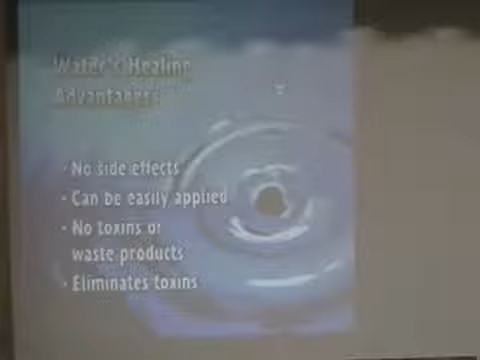 Water's Healing
Advantages
· No side effects
· Can be easily applied
· No toxins or
waste products
· Eliminates toxins